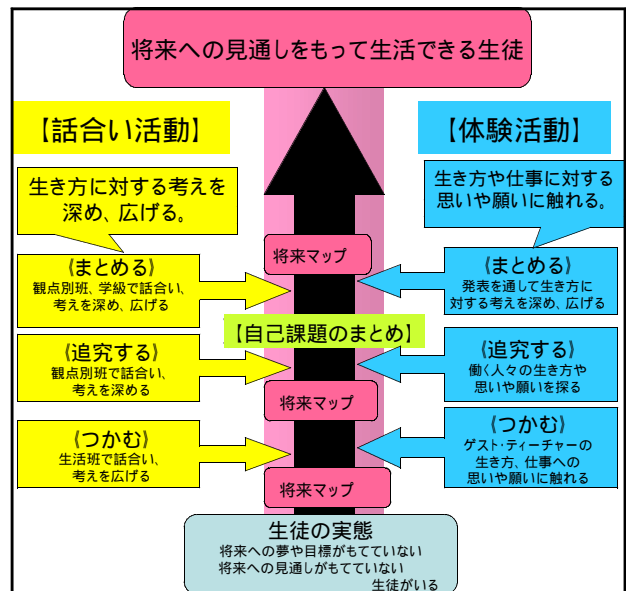 将来への見通しをもって生活できる生徒
【話合い活動】
生き方に対する考えを
深め、広げる。
《まとめる》
観点別班、学級で話合い、
考えを深め、広げる
《追究する》
観点別班で話合い、
考えを深める
《つかむ》
生活班で話合い、
考えを広げる
将来マップ
【自己課題のまとめ】
将来マップ
将来マップ
【体験活動】
生き方や仕事に対する
思いや願いに触れる。
《まとめる》
発表を通して生き方に
対する考えを深め、広げる
《追究する》
働く人々の生き方や
思いや願いを探る
《つかむ》
ゲスト・ティーチャーの
生き方、仕事への
思いや願いに触れる
生徒の実態
将来への夢や目標がもてていない
将来への見通しがもてていない
生徒がいる